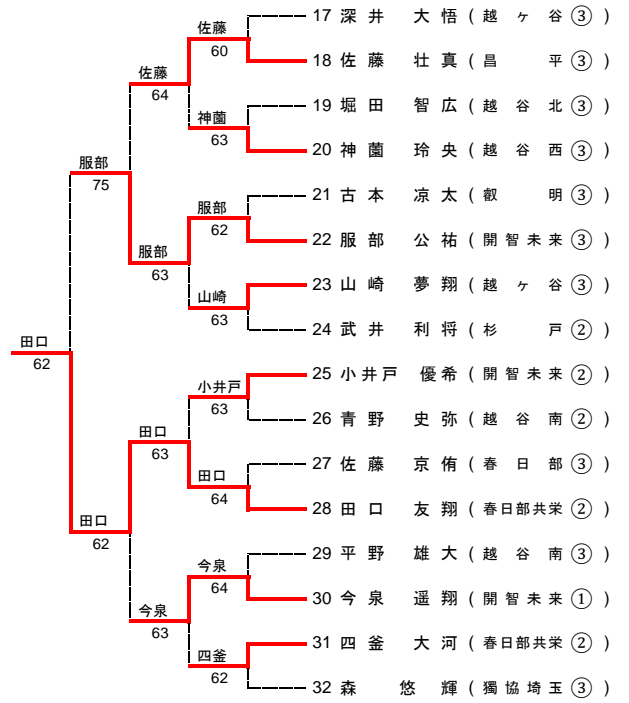 17 深井 大悟 ( 越ヶ谷 ③ )
佐藤
60
18 佐藤 壮真 ( 昌平 ③ )
佐藤
64
19 堀田 智広 ( 越谷北 ③ )
神薗
63
20 神薗 玲央 ( 越谷西 ③ )
服部
75
21 古本 凉太 ( 叡明 ③ )
服部
62
22 服部 公祐 ( 開智未来 ③ )
服部
63
23 山崎 夢翔 ( 越ヶ谷 ③ )
山崎
63
24 武井 利将 ( 杉戸 ② )
田口
62
25 小井戸 優希 ( 開智未来 ② )
小井戸
63
26 青野 史弥 ( 越谷南 ② )
田口
63
27 佐藤 京侑 ( 春日部 ③ )
田口
64
28 田口 友翔 ( 春日部共栄 ② )
田口
62
29 平野 雄大 ( 越谷南 ③ )
今泉
64
30 今泉 遥翔 ( 開智未来 ① )
今泉
63
31 四釜 大河 ( 春日部共栄 ② )
四釜
62
32 森 悠輝 ( 獨協埼玉 ③ )